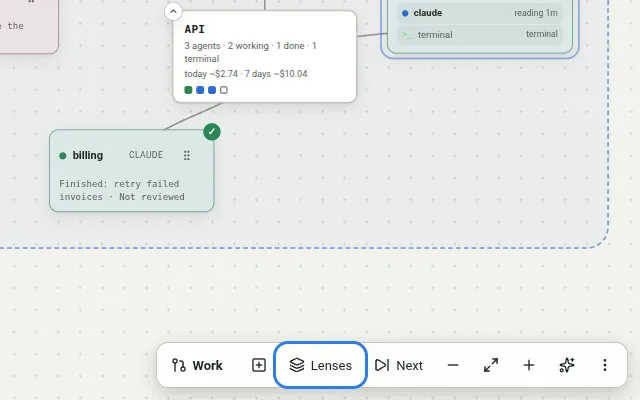 e the
API
3 agents · 2 working · 1 done · 1
terminal
today ~$2.74 · 7 days ~$10.04
claude reading 1m
>_ terminal terminal
billing CLAUDE
Finished: retry failed
invoices · Not reviewed
Work Lenses Next